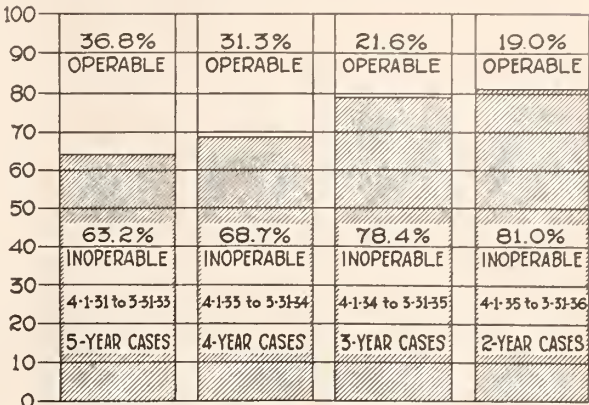 100
90
80
70
60
50
40
30
20
10
0
36.8% 31.3% 21.6% 19.0%
OPERABLE OPERABLE OPERABLE OPERABLE
63.2% 68.7% 78.4% 81.0%
INOPERABLE INOPERABLE INOPERABLE INOPERABLE
4·1·31 to 3·31·33 4·1·33 to 3·31·34 4·1·34 to 3·31·35 4·1·35 to 3·31·36
5-YEAR CASES 4-YEAR CASES 3-YEAR CASES 2-YEAR CASES